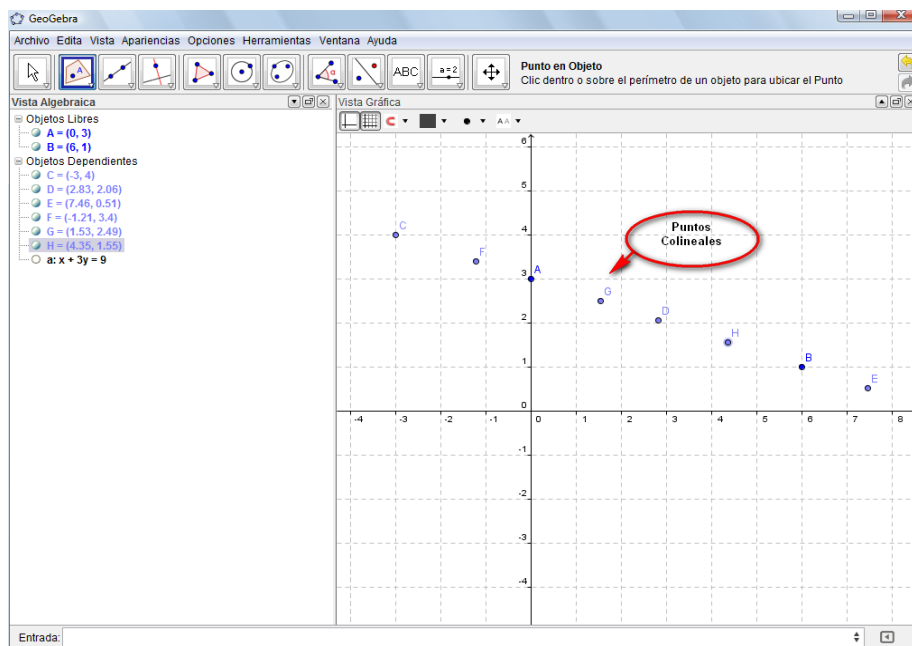 GeoGebra
Archivo Edita Vista Apariencias Opciones Herramientas Ventana Ayuda
A
α
ABC
a=2
Punto en Objeto
Clic dentro o sobre el perímetro de un objeto para ubicar el Punto
Vista Algebraica
Objetos Libres
A = (0, 3)
B = (6, 1)
Objetos Dependientes
C = (-3, 4)
D = (2.83, 2.06)
E = (7.46, 0.51)
F = (-1.21, 3.4)
G = (1.53, 2.49)
H = (4.35, 1.55)
a: x + 3y = 9
Vista Gráfica
AA
6
5
4
3
2
1
0
-1
-2
-3
-4
-4 -3 -2 -1 0 1 2 3 4 5 6 7 8
C
F
A
G
D
H
B
E
Puntos
Colineales
Entrada: